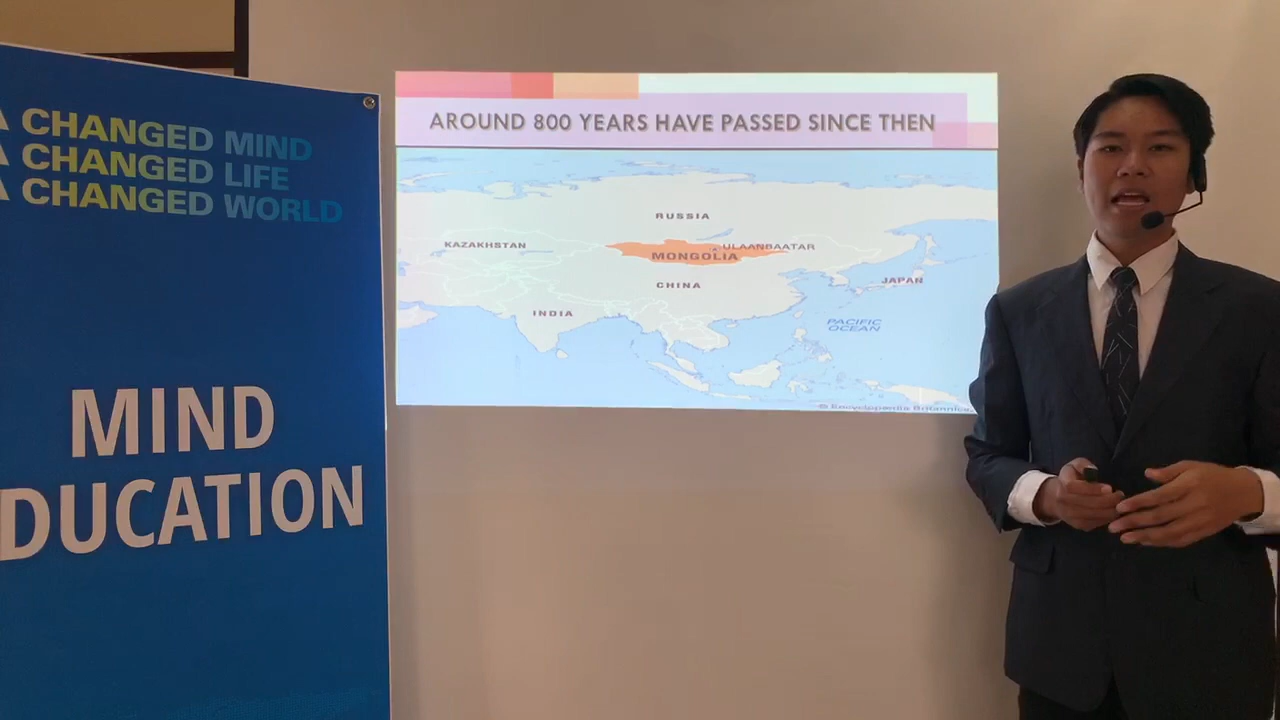 A CHANGED MIND
A CHANGED LIFE
A CHANGED WORLD
MIND
DUCATION
AROUND 800 YEARS HAVE PASSED SINCE THEN
RUSSIA
KAZAKHSTAN
ULAANBAATAR
MONGOLIA
CHINA
JAPAN
INDIA
PACIFIC
OCEAN
© Encyclopædia Britannica,